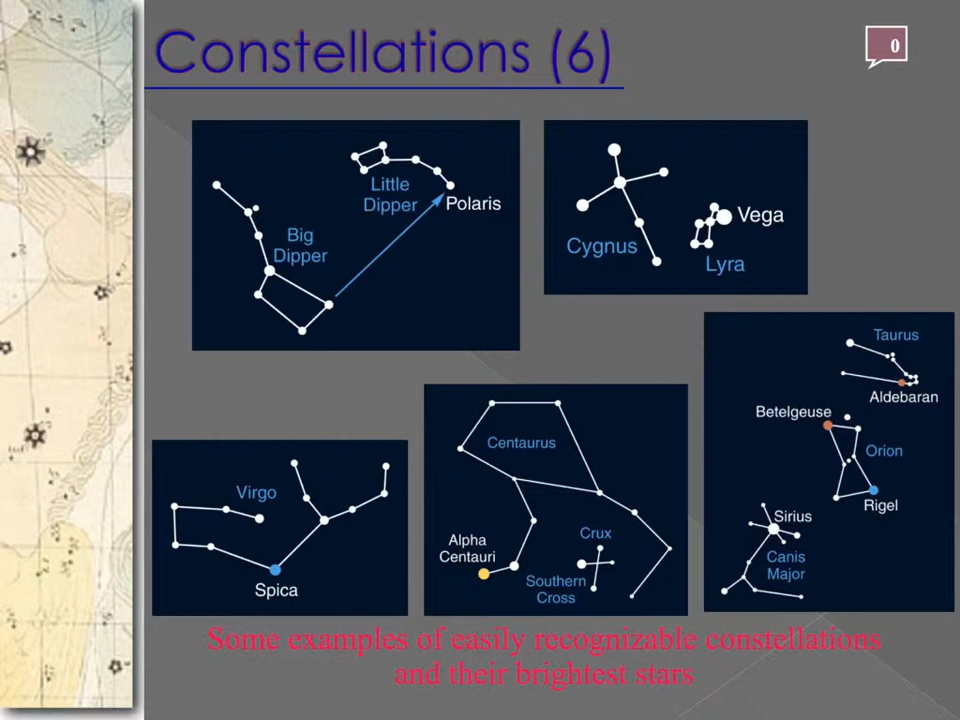 Constellations (6)
0
Little
Dipper
Polaris
Big
Dipper
Cygnus
Vega
Lyra
Taurus
Aldebaran
Betelgeuse
Orion
Rigel
Sirius
Canis
Major
Virgo
Spica
Centaurus
Alpha
Centauri
Crux
Southern
Cross
Some examples of easily recognizable constellations
and their brightest stars